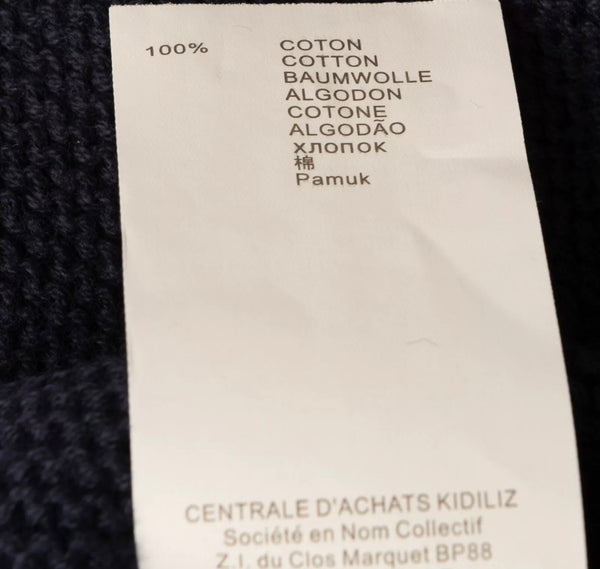 100% COTON
COTTON
BAUMWOLLE
ALGODON
COTONE
ALGODÃO
хлопок
棉
Pamuk
CENTRALE D'ACHATS KIDILIZ
Société en Nom Collectif
Z.I. du Clos Marquet BP88